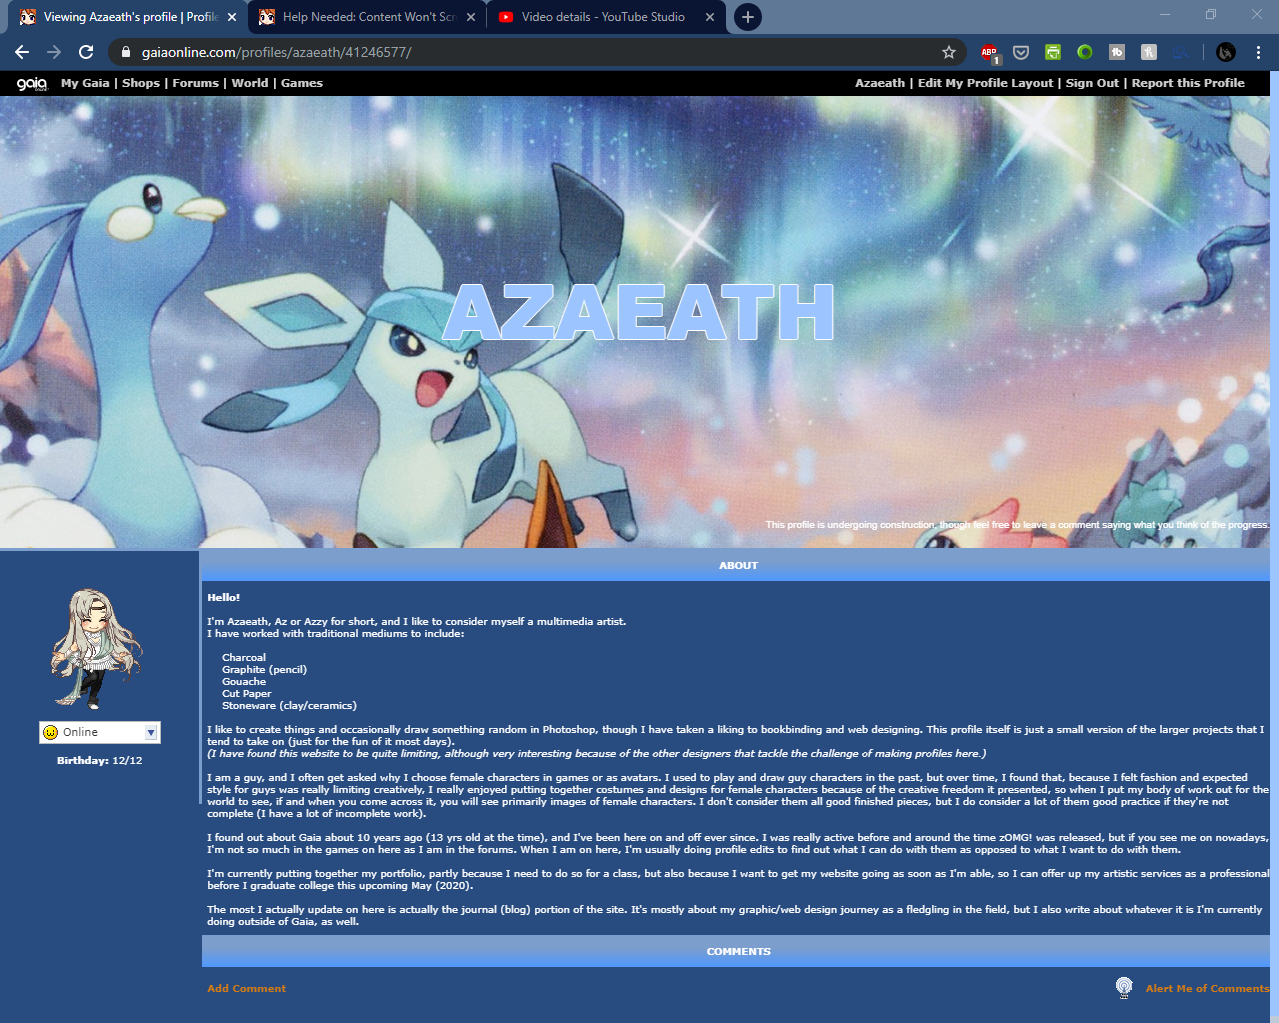 Viewing Azaeath's profile | Profile
Help Needed: Content Won't Scr
Video details - YouTube Studio
gaiaonline.com/profiles/azaeath/41246577/
ABP
1
gaia
My Gaia | Shops | Forums | World | Games
Azaeath | Edit My Profile Layout | Sign Out | Report this Profile
AZAEATH
This profile is undergoing construction, though feel free to leave a comment saying what you think of the progress.
ABOUT
Hello!
I'm Azaeath, Az or Azzy for short, and I like to consider myself a multimedia artist.
I have worked with traditional mediums to include:
Charcoal
Graphite (pencil)
Gouache
Cut Paper
Stoneware (clay/ceramics)
Online
Birthday: 12/12
I like to create things and occasionally draw something random in Photoshop, though I have taken a liking to bookbinding and web designing. This profile itself is just a small version of the larger projects that I
tend to take on (just for the fun of it most days).
(I have found this website to be quite limiting, although very interesting because of the other designers that tackle the challenge of making profiles here.)
I am a guy, and I often get asked why I choose female characters in games or as avatars. I used to play and draw guy characters in the past, but over time, I found that, because I felt fashion and expected
style for guys was really limiting creatively, I really enjoyed putting together costumes and designs for female characters because of the creative freedom it presented, so when I put my body of work out for the
world to see, if and when you come across it, you will see primarily images of female characters. I don't consider them all good finished pieces, but I do consider a lot of them good practice if they're not
complete (I have a lot of incomplete work).
I found out about Gaia about 10 years ago (13 yrs old at the time), and I've been here on and off ever since. I was really active before and around the time zOMG! was released, but if you see me on nowadays,
I'm not so much in the games on here as I am in the forums. When I am on here, I'm usually doing profile edits to find out what I can do with them as opposed to what I want to do with them.
I'm currently putting together my portfolio, partly because I need to do so for a class, but also because I want to get my website going as soon as I'm able, so I can offer up my artistic services as a professional
before I graduate college this upcoming May (2020).
The most I actually update on here is actually the journal (blog) portion of the site. It's mostly about my graphic/web design journey as a fledgling in the field, but I also write about whatever it is I'm currently
doing outside of Gaia, as well.
COMMENTS
Add Comment
Alert Me of Comments